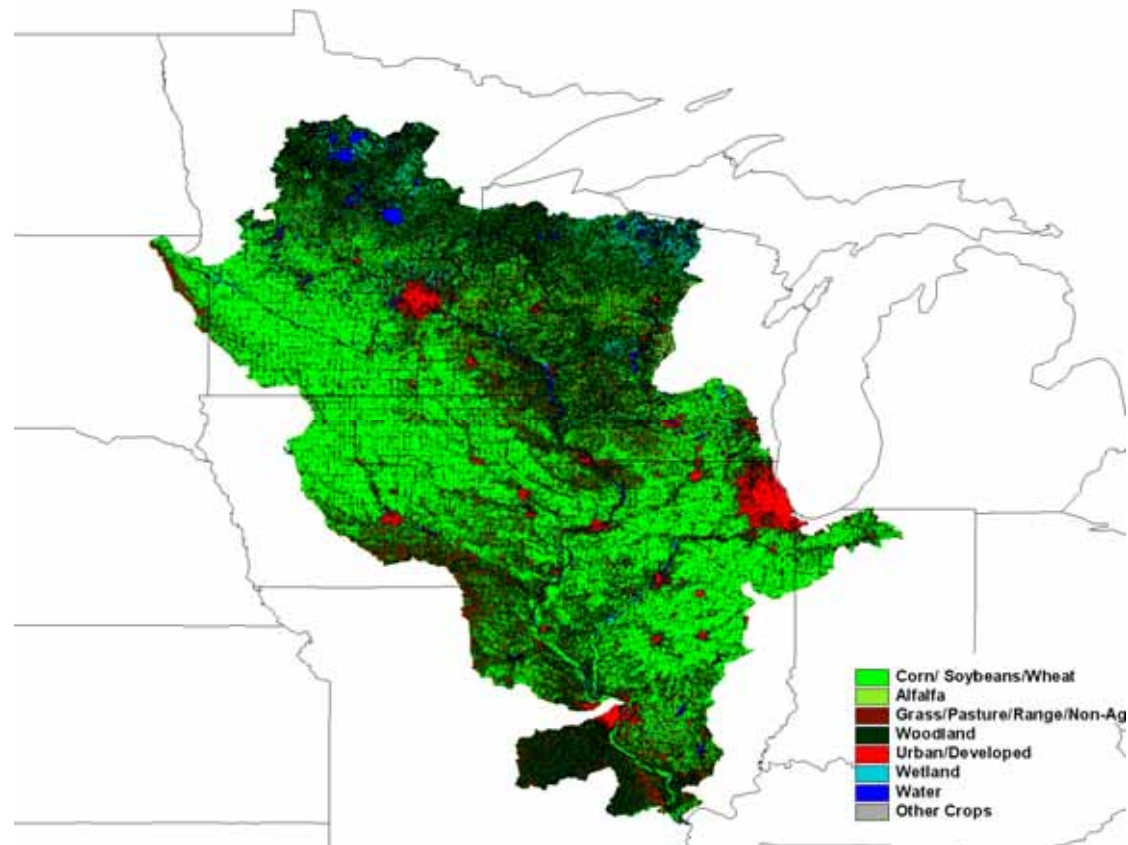 Corn/ Soybeans/Wheat
Alfalfa
Grass/Pasture/Range/Non-Ag
Woodland
Urban/Developed
Wetland
Water
Other Crops